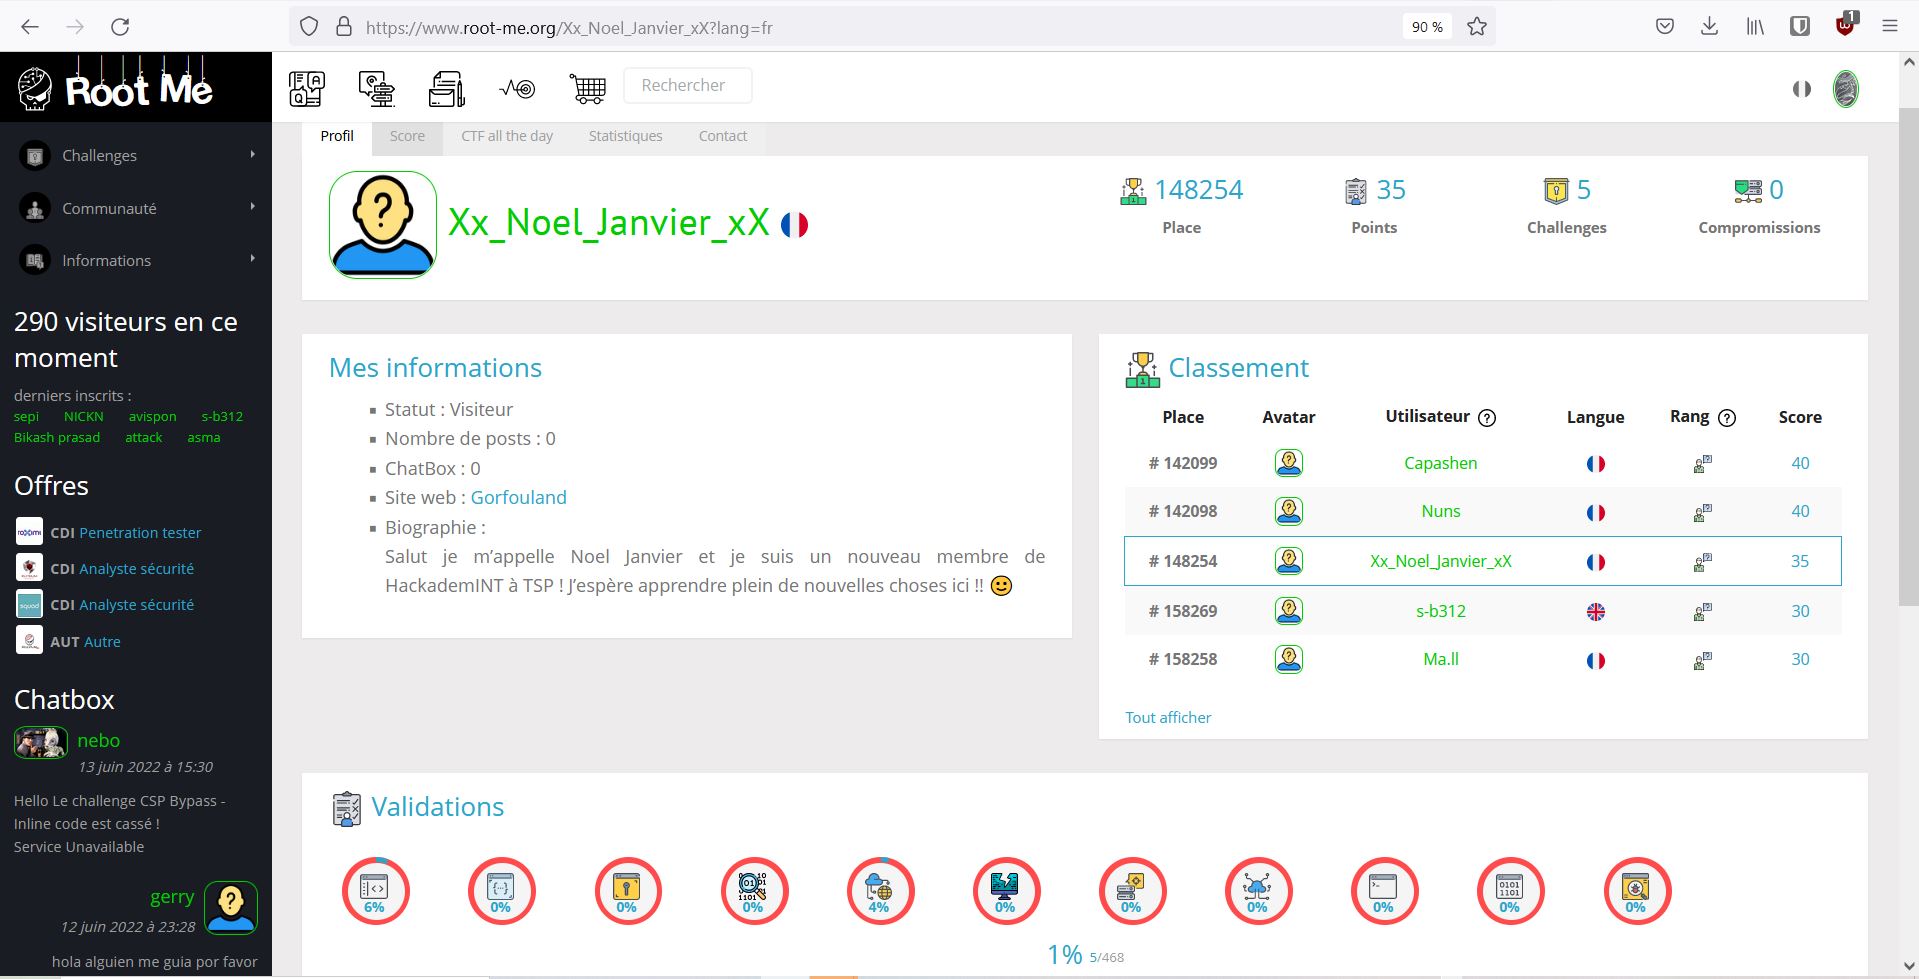 https://www.root-me.org/Xx_Noel_Janvier_xX?lang=fr
90 %
1
Root Me
Rechercher
Challenges
Communauté
Informations
290 visiteurs en ce
moment
derniers inscrits :
sepi NICKN avispon s-b312
Bikash prasad attack asma
Offres
CDI Penetration tester
CDI Analyste sécurité
squad CDI Analyste sécurité
AUT Autre
Chatbox
nebo
13 juin 2022 à 15:30
Hello Le challenge CSP Bypass -
Inline code est cassé !
Service Unavailable
gerry
12 juin 2022 à 23:28
hola alguien me guia por favor
Profil Score CTF all the day Statistiques Contact
Xx_Noel_Janvier_xX
148254 35 5 0
Place Points Challenges Compromissions
Mes informations
Statut : Visiteur
Nombre de posts : 0
ChatBox : 0
Site web : Gorfouland
Biographie :
Salut je m’appelle Noel Janvier et je suis un nouveau membre de
HackademINT à TSP ! J’espère apprendre plein de nouvelles choses ici !!
Classement
Place Avatar Utilisateur Langue Rang Score
# 142099 Capashen 40
# 142098 Nuns 40
# 148254 Xx_Noel_Janvier_xX 35
# 158269 s-b312 30
# 158258 Ma.ll 30
Tout afficher
Validations
6% 0% 0% 0% 4% 0% 0% 0% 0% 0% 0%
1% 5/468